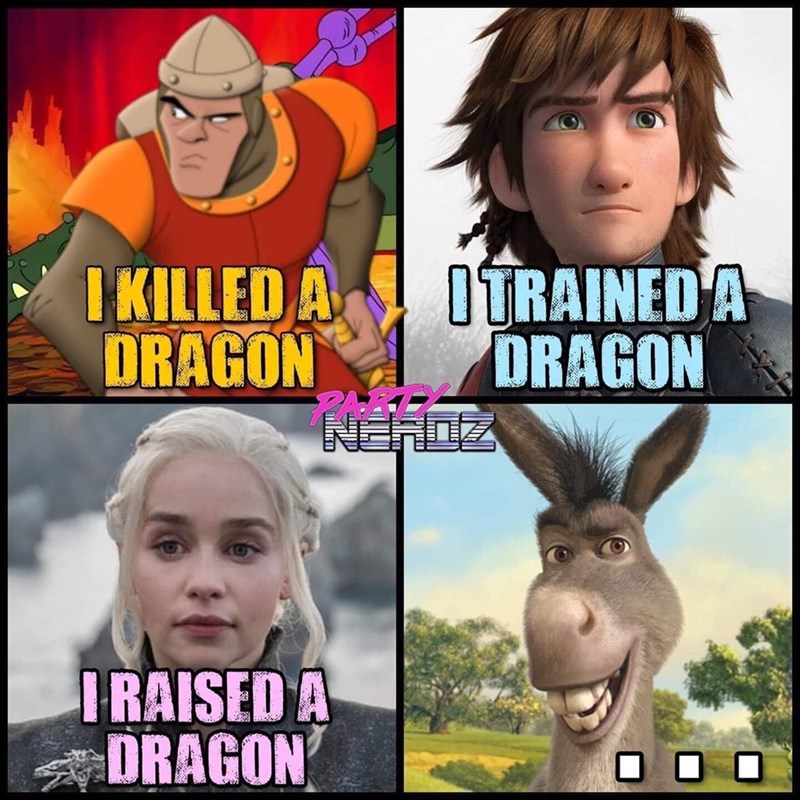 I KILLED A
DRAGON
I TRAINED A
DRAGON
PARTY
NERDZ
I RAISED A
DRAGON
...